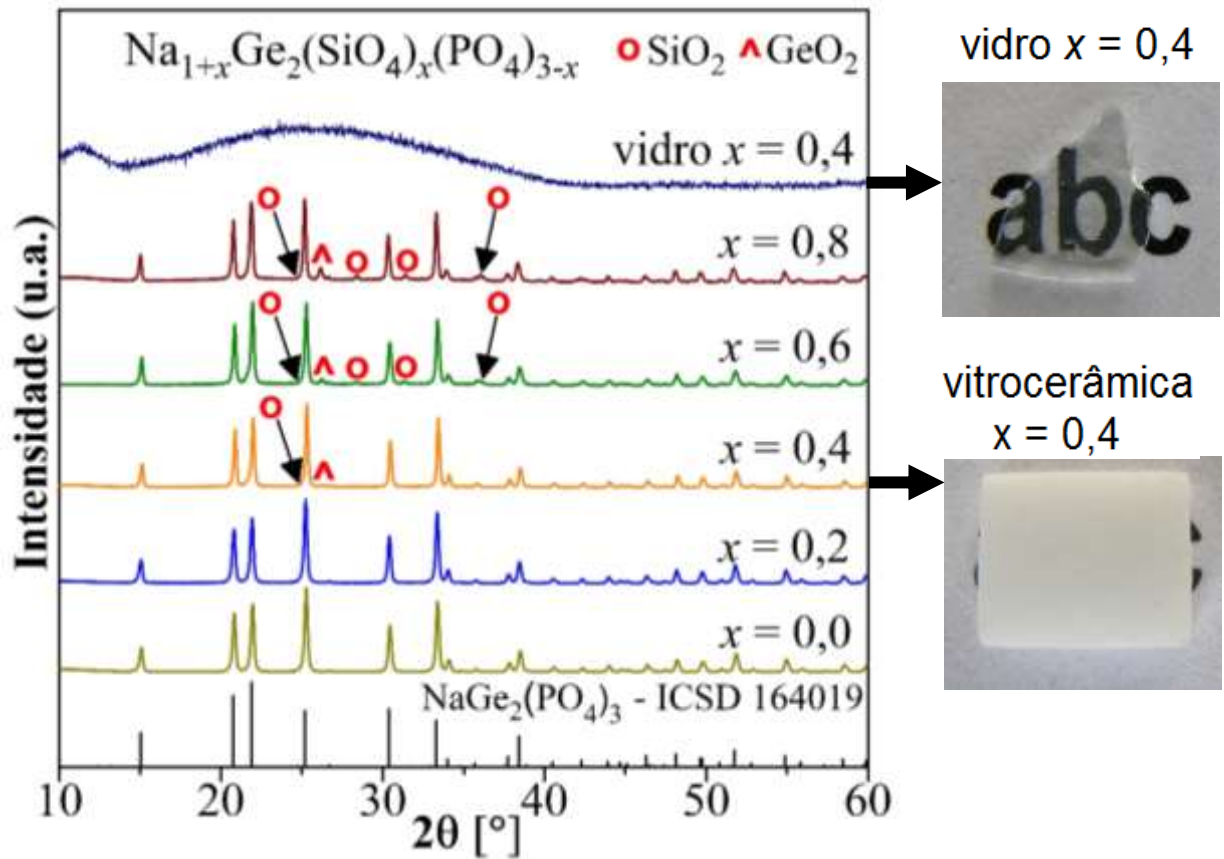 Na₁₊ₓGe₂(SiO₄)ₓ(PO₄)₃₋ₓ
o SiO₂ ʌ GeO₂
vidro x = 0,4
o o
ʌ o o
x = 0,8
o o
ʌ o o
x = 0,6
o
ʌ
x = 0,4
x = 0,2
x = 0,0
NaGe₂(PO₄)₃ - ICSD 164019
10 20 30 40 50 60
2θ [°]
Intensidade (u.a.)
vidro x = 0,4
abc
vitrocerâmica
x = 0,4